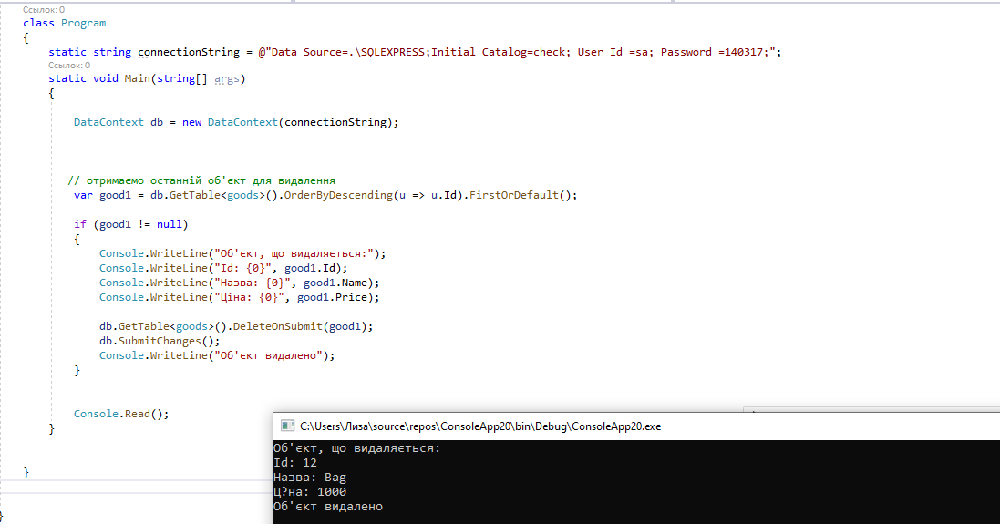 Ссылок: 0
class Program
{
static string connectionString = @"Data Source=.\SQLEXPRESS;Initial Catalog=check; User Id =sa; Password =140317;";
Ссылок: 0
static void Main(string[] args)
{
DataContext db = new DataContext(connectionString);
// отримаємо останній об'єкт для видалення
var good1 = db.GetTable<goods>().OrderByDescending(u => u.Id).FirstOrDefault();
if (good1 != null)
{
Console.WriteLine("Об'єкт, що видаляється:");
Console.WriteLine("Id: {0}", good1.Id);
Console.WriteLine("Назва: {0}", good1.Name);
Console.WriteLine("Ціна: {0}", good1.Price);
db.GetTable<goods>().DeleteOnSubmit(good1);
db.SubmitChanges();
Console.WriteLine("Об'єкт видалено");
}
Console.Read();
}
}
}
C:\Users\Лиза\source\repos\ConsoleApp20\bin\Debug\ConsoleApp20.exe
Об'єкт, що видаляється:
Id: 12
Назва: Bag
Ц?на: 1000
Об'єкт видалено